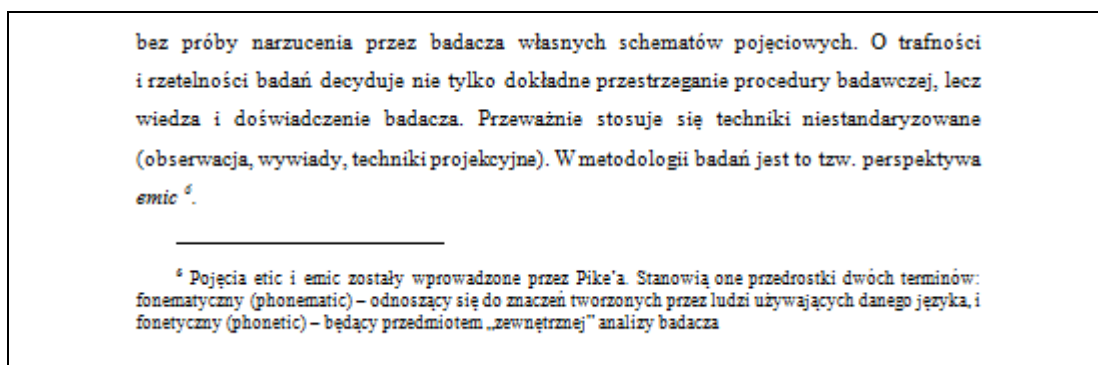 bez próby narzucenia przez badacza własnych schematów pojęciowych. O trafności
i rzetelności badań decyduje nie tylko dokładne przestrzeganie procedury badawczej, lecz
wiedza i doświadczenie badacza. Przeważnie stosuje się techniki niestandaryzowane
(obserwacja, wywiady, techniki projekcyjne). W metodologii badań jest to tzw. perspektywa
emic ⁶.
⁶ Pojęcia etic i emic zostały wprowadzone przez Pike’a. Stanowią one przedrostki dwóch terminów:
fonematyczny (phonematic) – odnoszący się do znaczeń tworzonych przez ludzi używających danego języka, i
fonetyczny (phonetic) – będący przedmiotem „zewnętrznej” analizy badacza